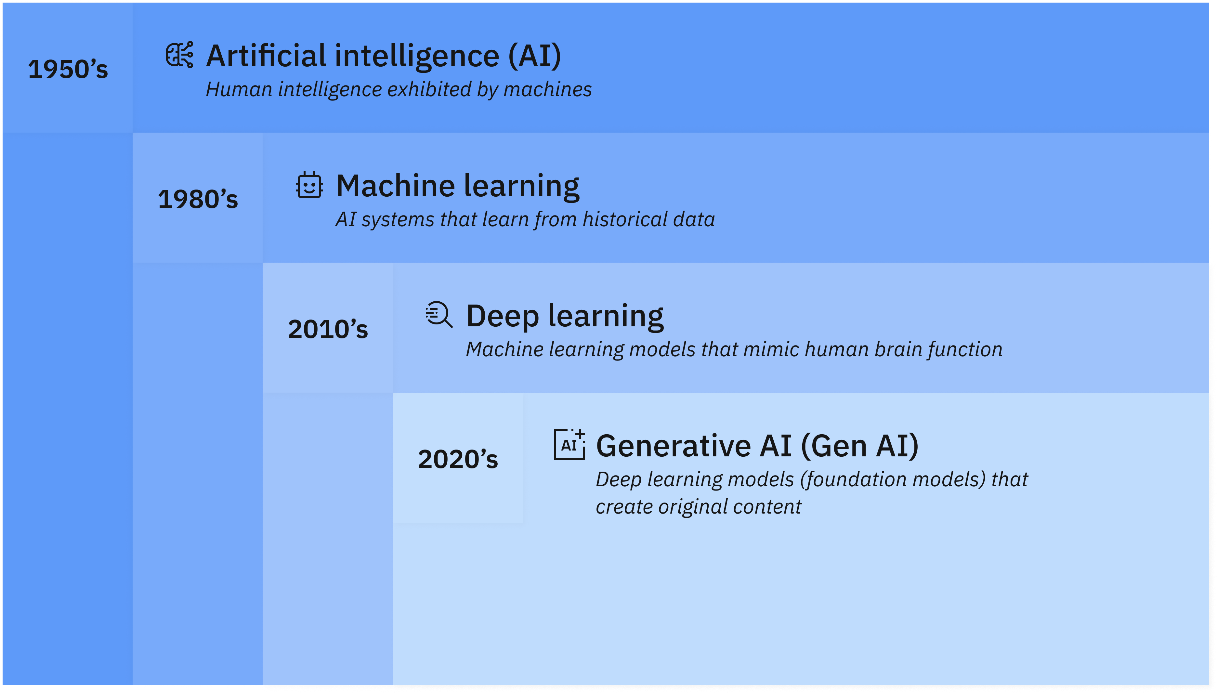 1950’s
Artificial intelligence (AI)
Human intelligence exhibited by machines
1980’s
Machine learning
AI systems that learn from historical data
2010’s
Deep learning
Machine learning models that mimic human brain function
2020’s
AI
Generative AI (Gen AI)
Deep learning models (foundation models) that
create original content